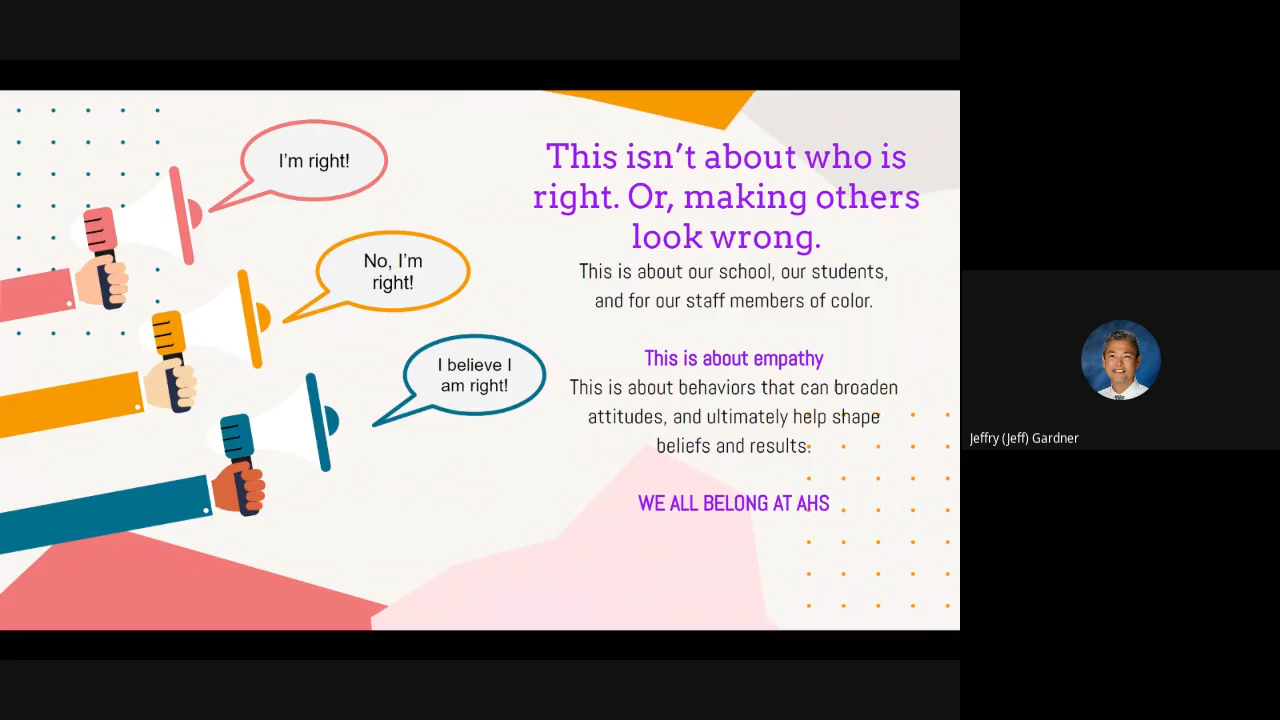 I'm right!
No, I'm
right!
I believe I
am right!
This isn’t about who is
right. Or, making others
look wrong.
This is about our school, our students,
and for our staff members of color.
This is about empathy
This is about behaviors that can broaden
attitudes, and ultimately help shape
beliefs and results.
WE ALL BELONG AT AHS
Jeffry (Jeff) Gardner